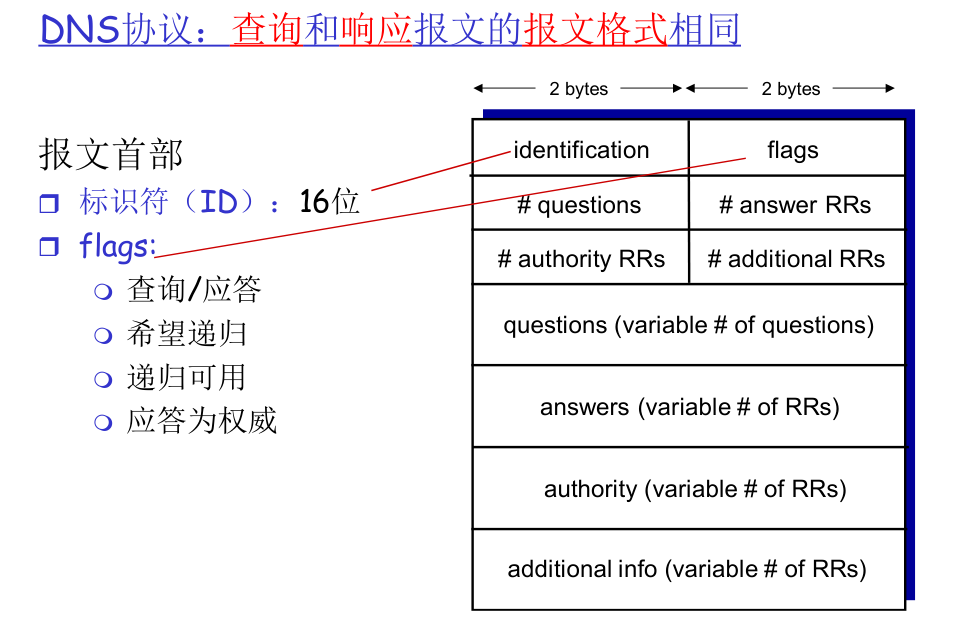 DNS协议：查询和响应报文的报文格式相同
2 bytes 2 bytes
报文首部
标识符（ID）：16位
flags:
查询/应答
希望递归
递归可用
应答为权威
identification flags
# questions # answer RRs
# authority RRs # additional RRs
questions (variable # of questions)
answers (variable # of RRs)
authority (variable # of RRs)
additional info (variable # of RRs)